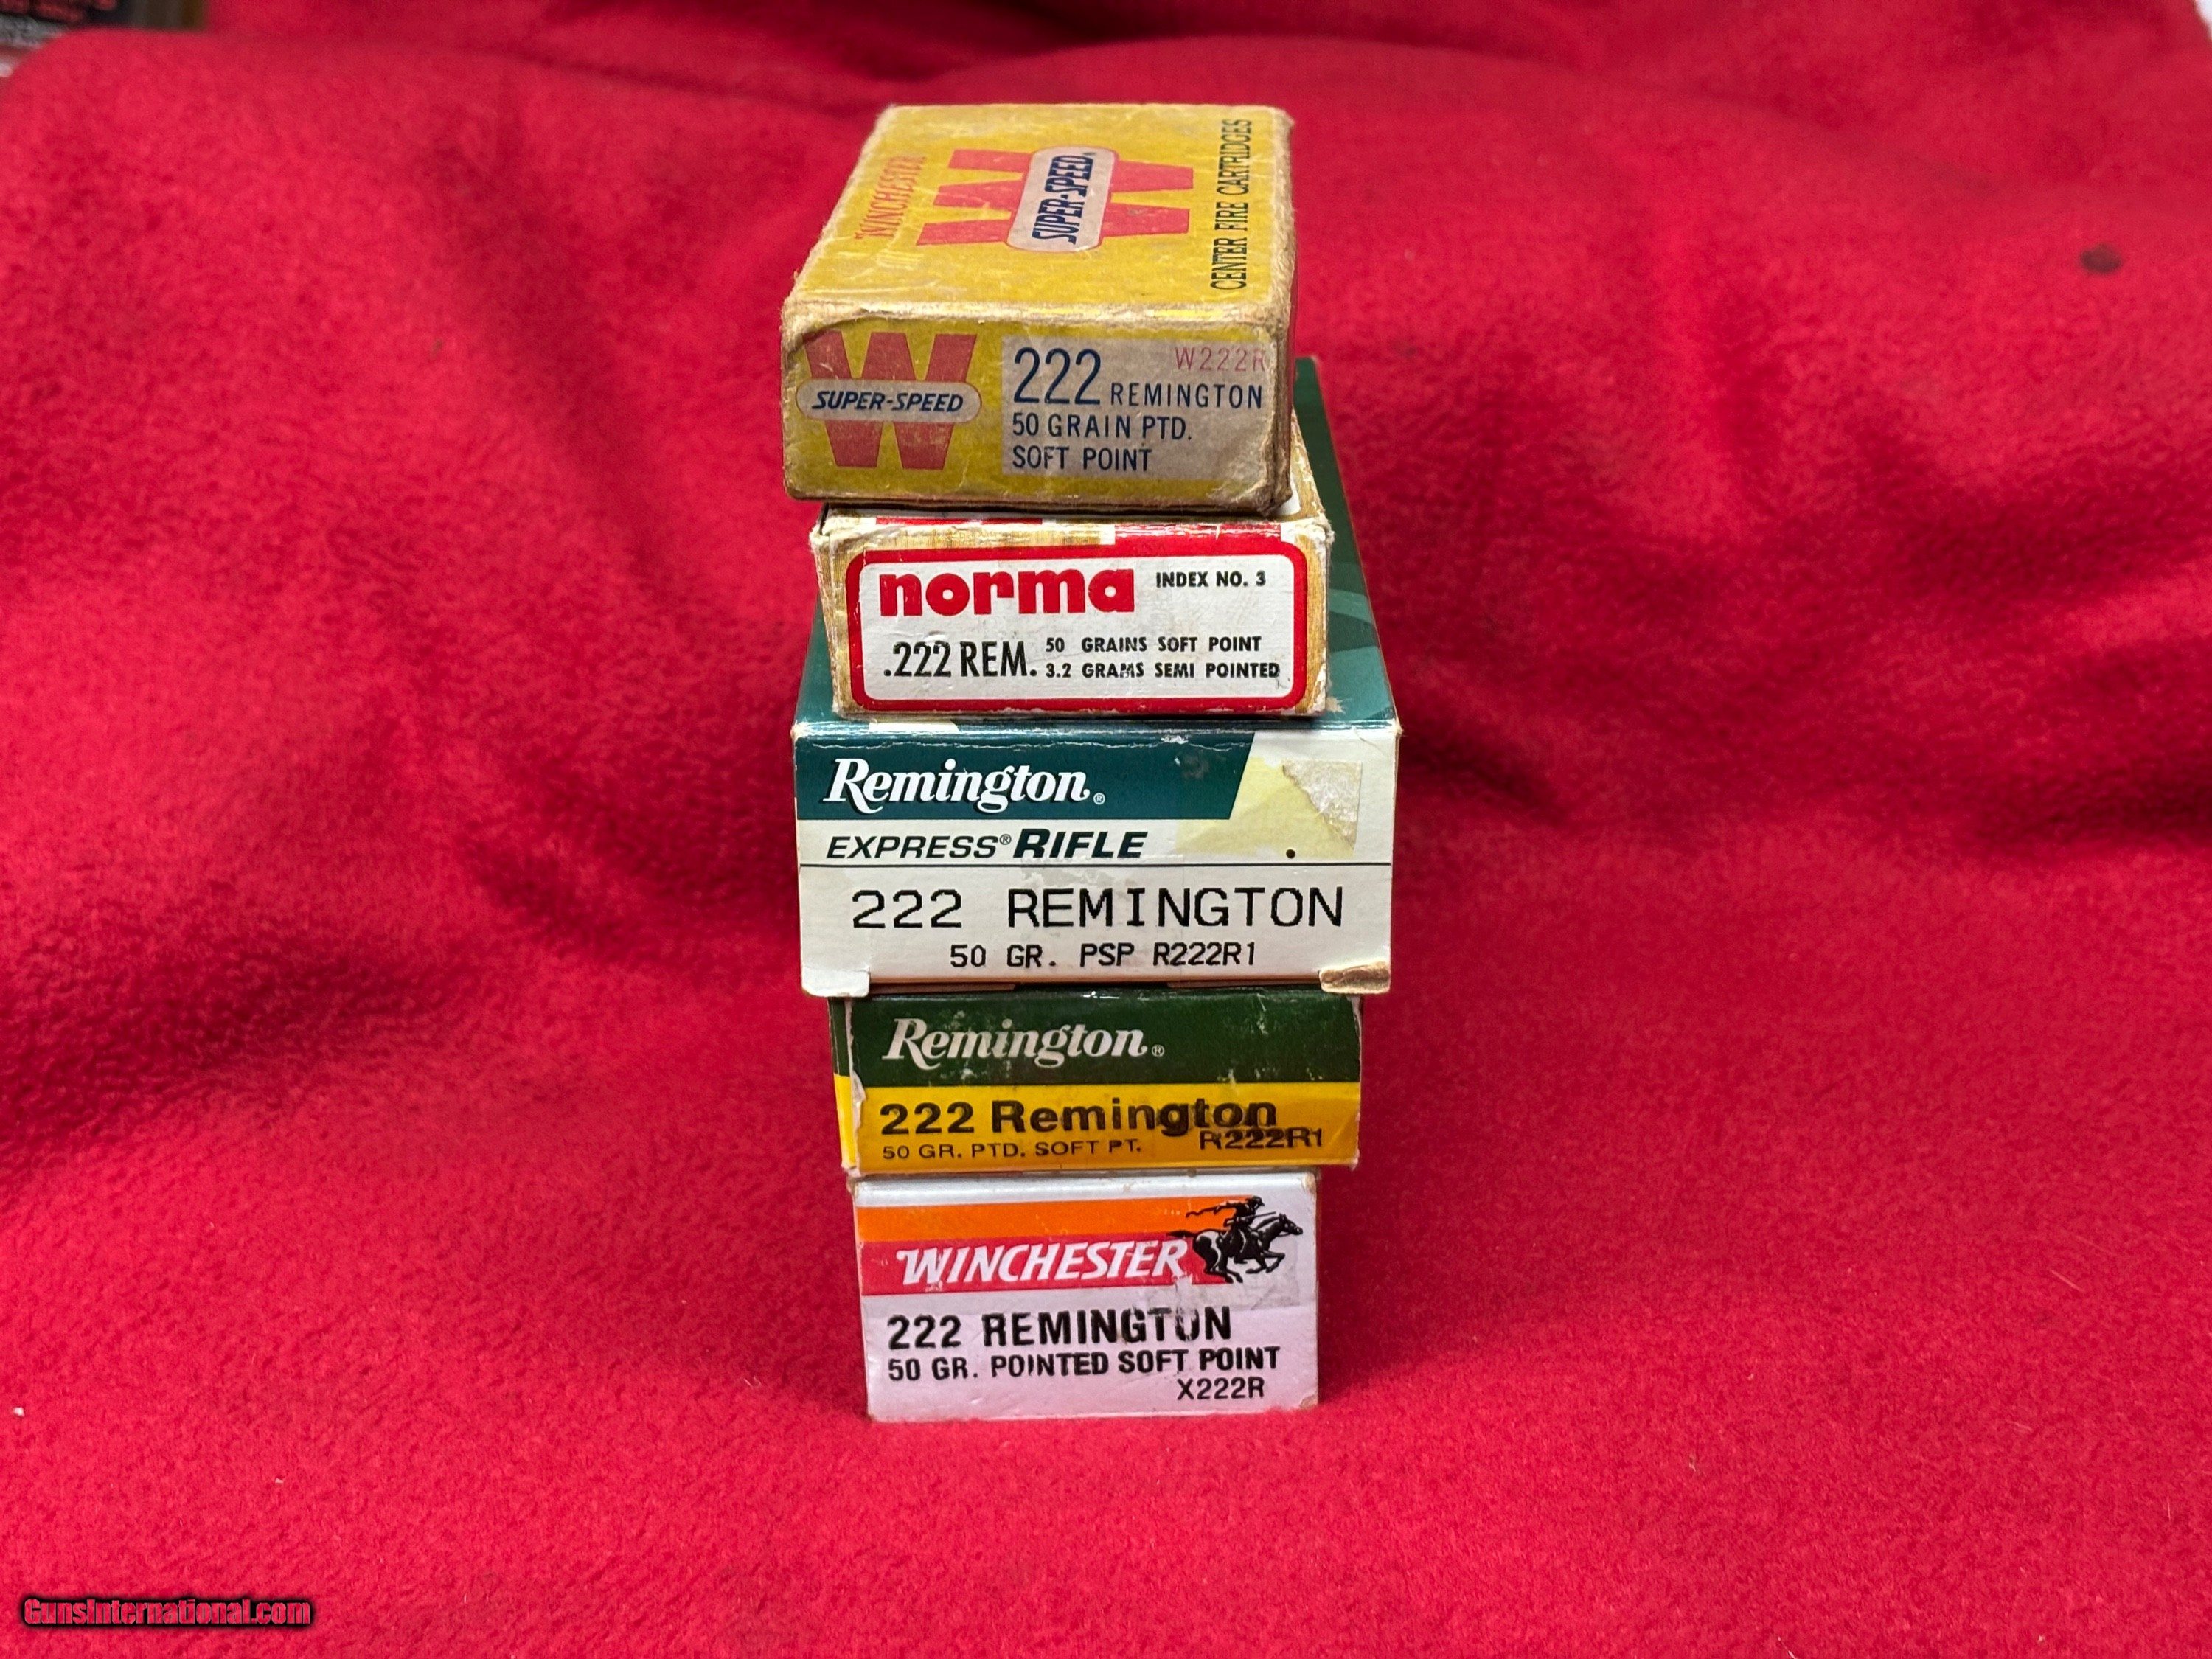 WINCHESTER
SUPER-SPEED
CENTER FIRE CARTRIDGES
W
SUPER-SPEED
222 REMINGTON
W222R
50 GRAIN PTD.
SOFT POINT
norma INDEX NO. 3
.222 REM. 50 GRAINS SOFT POINT
3.2 GRAMS SEMI POINTED
Remington®
EXPRESS® RIFLE
222 REMINGTON
50 GR. PSP R222R1
Remington®
222 Remington
50 GR. PTD. SOFT PT. R222R1
WINCHESTER
222 REMINGTON
50 GR. POINTED SOFT POINT
X222R
GunsInternational.com